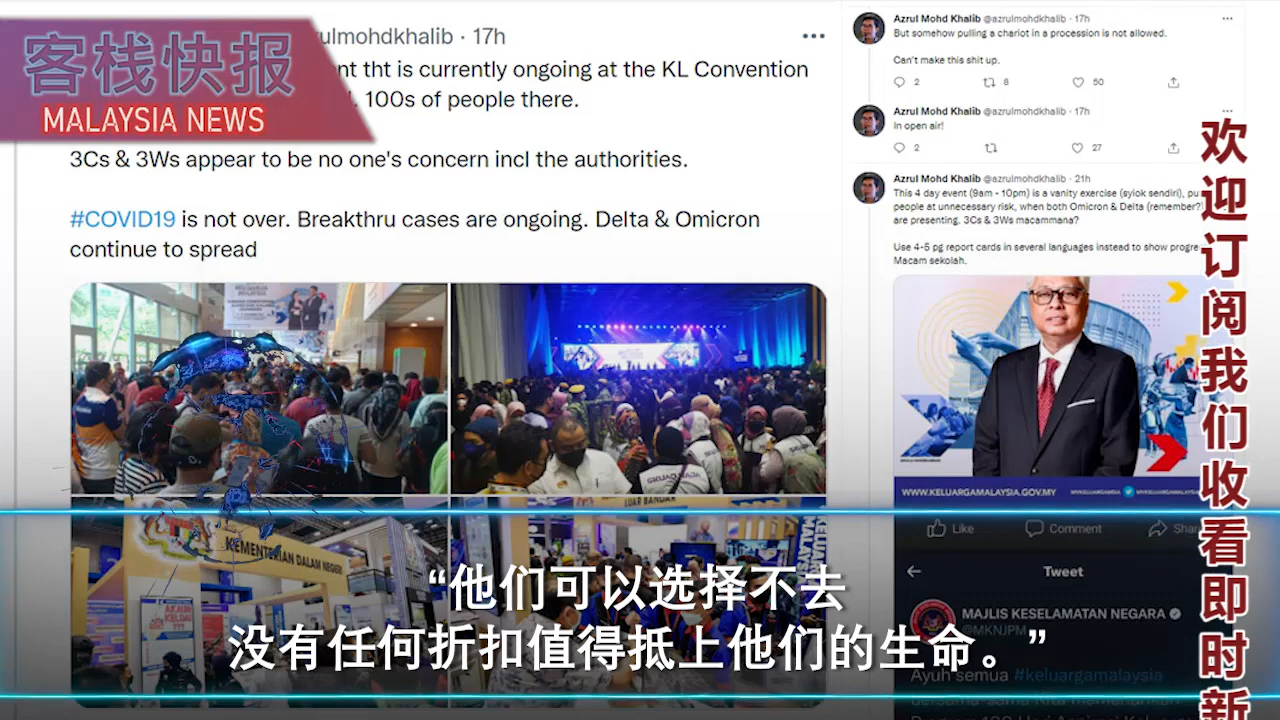 客栈快报
MALAYSIA NEWS
ulmohdkhalib · 17h
nt tht is currently ongoing at the KL Convention
. 100s of people there.
3Cs & 3Ws appear to be no one's concern incl the authorities.
#COVID19 is not over. Breakthru cases are ongoing. Delta & Omicron
continue to spread
KEMENTERIAN DALAM NEGERI
Azrul Mohd Khalib @azrulmohdkhalib · 17h
But somehow pulling a chariot in a procession is not allowed.
Can't make this shit up.
2 8 50
Azrul Mohd Khalib @azrulmohdkhalib · 17h
In open air!
2 27
Azrul Mohd Khalib @azrulmohdkhalib · 21h
This 4 day event (9am - 10pm) is a vanity exercise (syiok sendiri), pu
people at unnecessary risk, when both Omicron & Delta (remember?
are presenting. 3Cs & 3Ws macammana?
Use 4-5 pg report cards in several languages instead to show progre
Macam sekolah.
WWW.KELUARGAMALAYSIA.GOV.MY
Like Comment Shar
Tweet
MAJLIS KESELAMATAN NEGARA
@MKNJPM
Ayuh semua #keluargamalaysia
“他们可以选择不去
没有任何折扣值得抵上他们的生命。”
欢迎订阅我们收看即时新